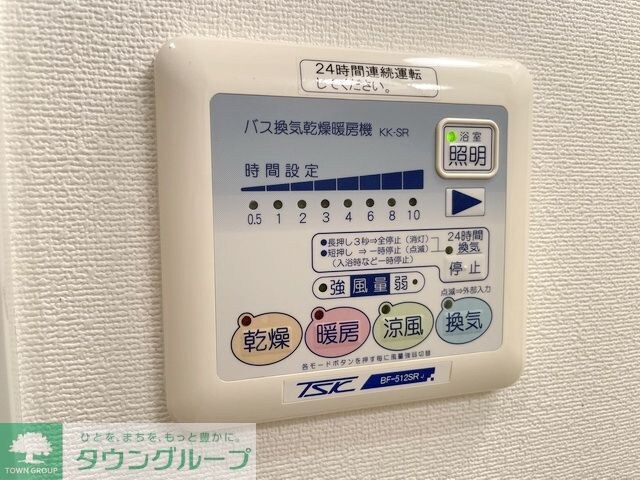 24時間連続運転
してください。
バス換気乾燥暖房機 KK-SR
浴室
照明
時間設定
0.5 1 2 3 4 6 8 10
●長押し3秒⇒全停止(消灯)
●短押し ⇒一時停止(点滅)
(入浴時など一時停止)
24時間
換気
停止
強 風量 弱
点滅⇒外部入力
乾燥 暖房 涼風 換気
各モードボタンを押す毎に風量強弱切替
TSK BF-512SR J
TOWN GROUP
ひとを、まちを、もっと豊かに。
タウングループ